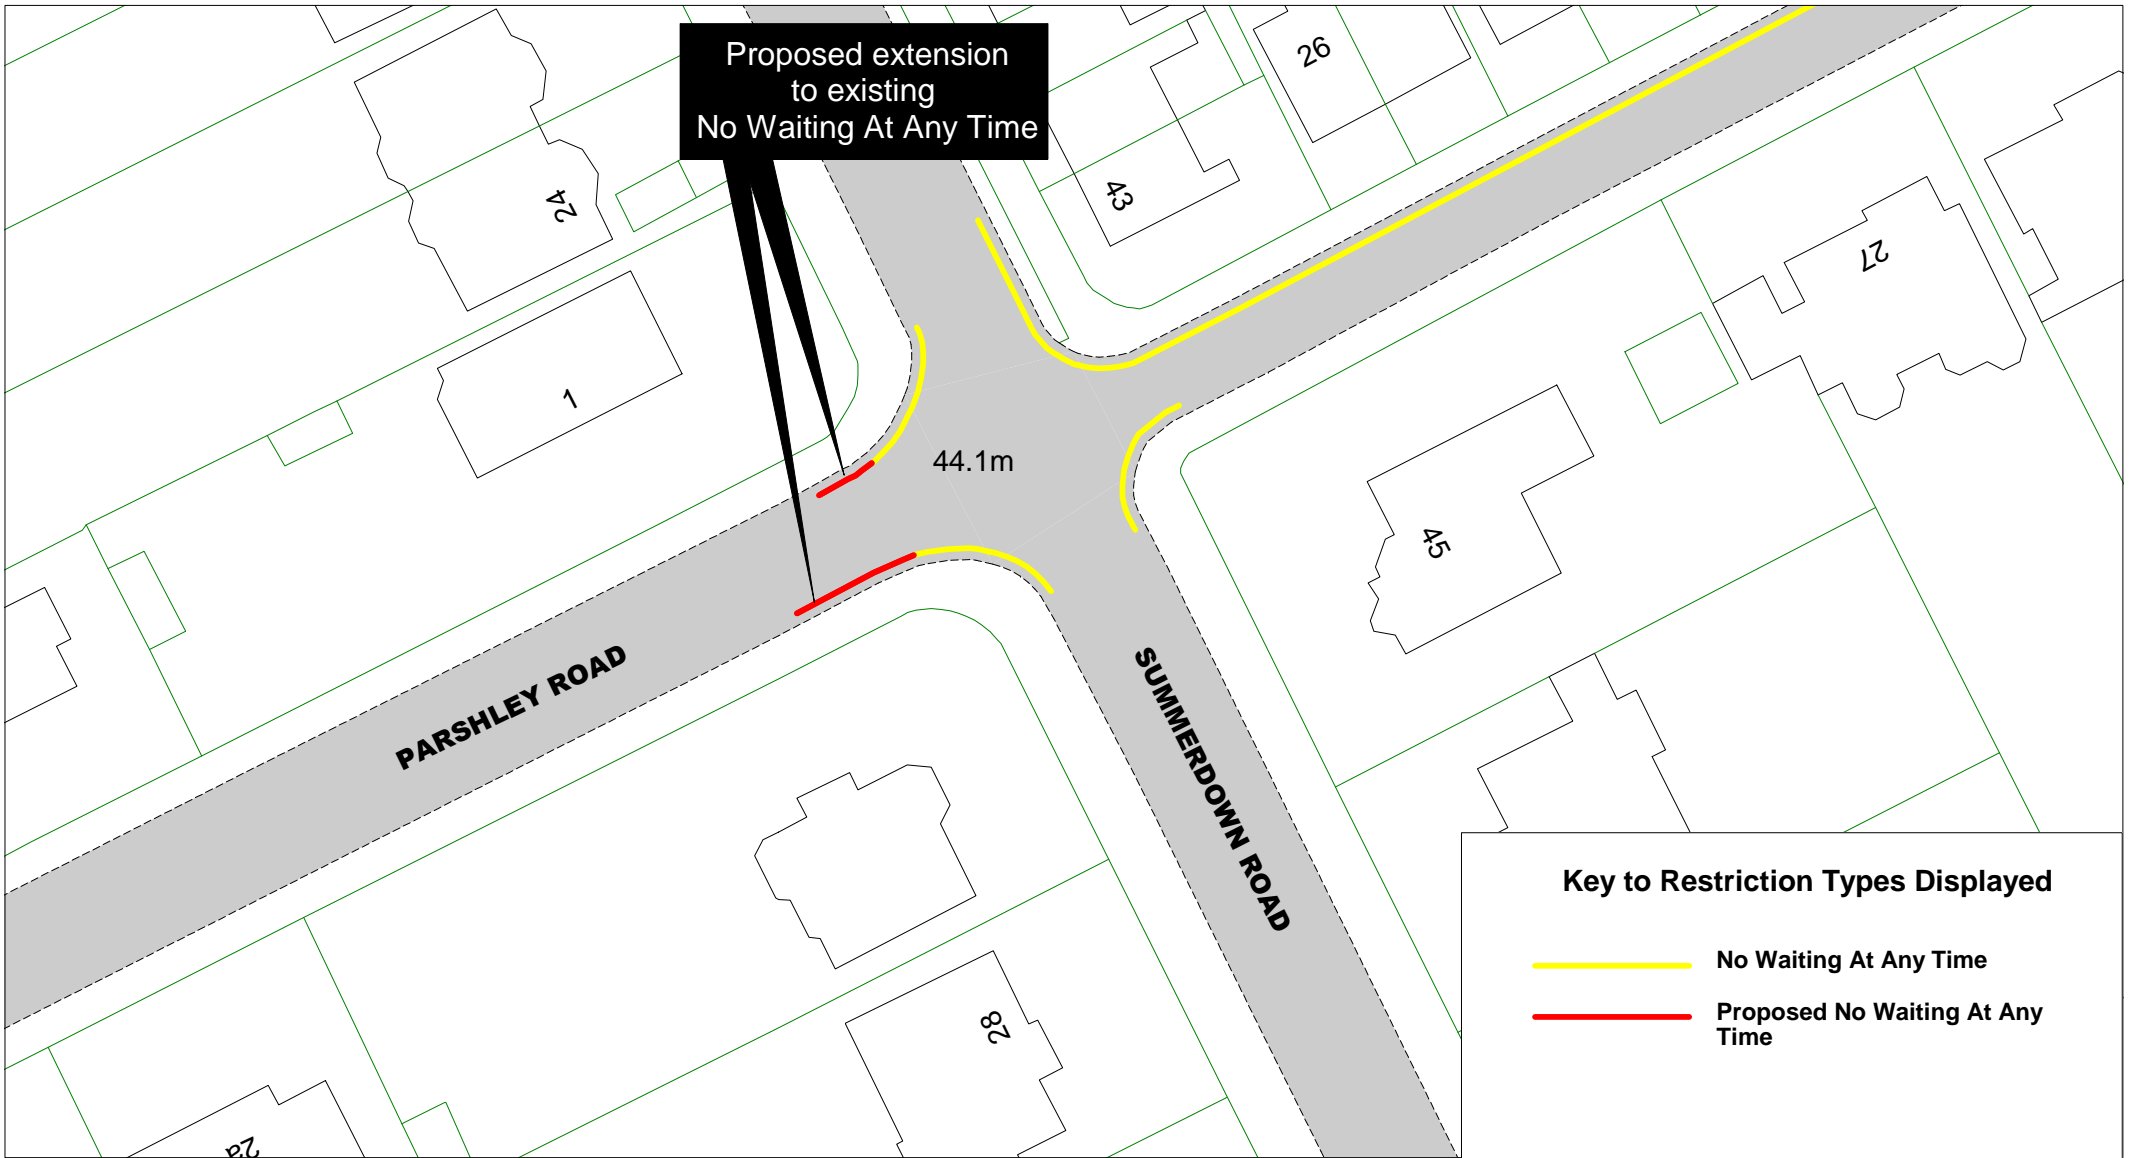 Proposed extension
to existing
No Waiting At Any Time
26
24
43
27
1
44.1m
45
PARSHLEY ROAD
SUMMERDOWN ROAD
28
2a
Key to Restriction Types Displayed
No Waiting At Any Time
Proposed No Waiting At Any
Time